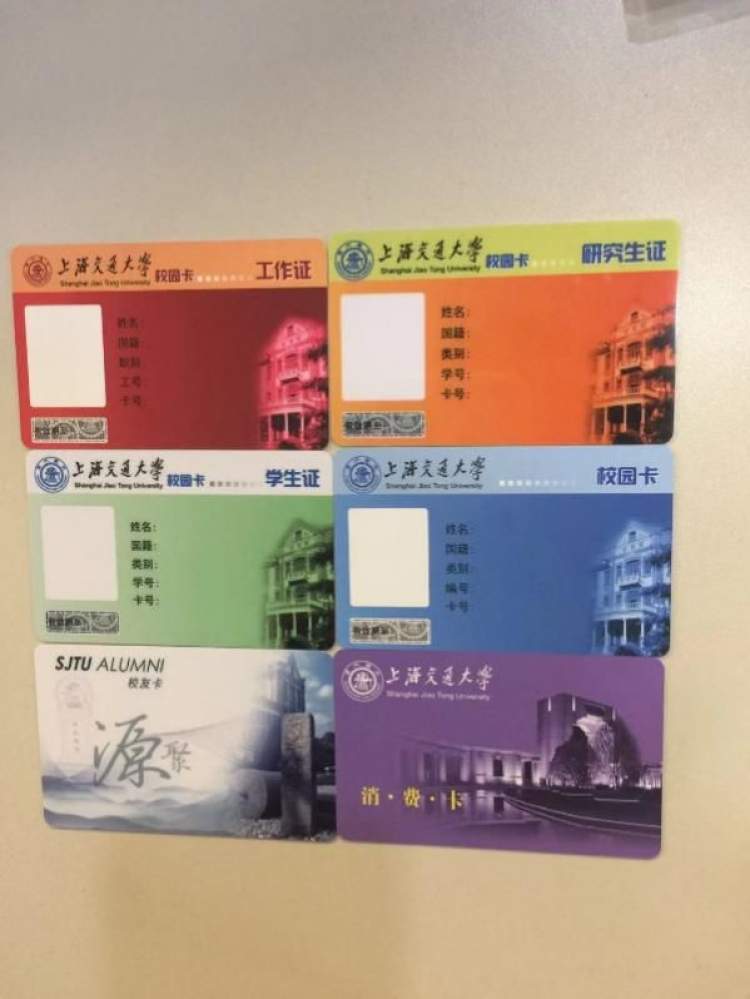 上海交通大学 校园卡 工作证
Shanghai Jiao Tong University
姓名:
国籍:
职别:
工号:
卡号:
上海交通大学 校园卡 研究生证
Shanghai Jiao Tong University
姓名:
国籍:
类别:
学号:
卡号:
上海交通大学 校园卡 学生证
Shanghai Jiao Tong University
姓名:
国籍:
类别:
学号:
卡号:
上海交通大学 校园卡
Shanghai Jiao Tong University
姓名:
国籍:
类别:
编号:
卡号:
SJTU ALUMNI
校友卡
源聚
上海交通大学
Shanghai Jiao Tong University
消·费·卡